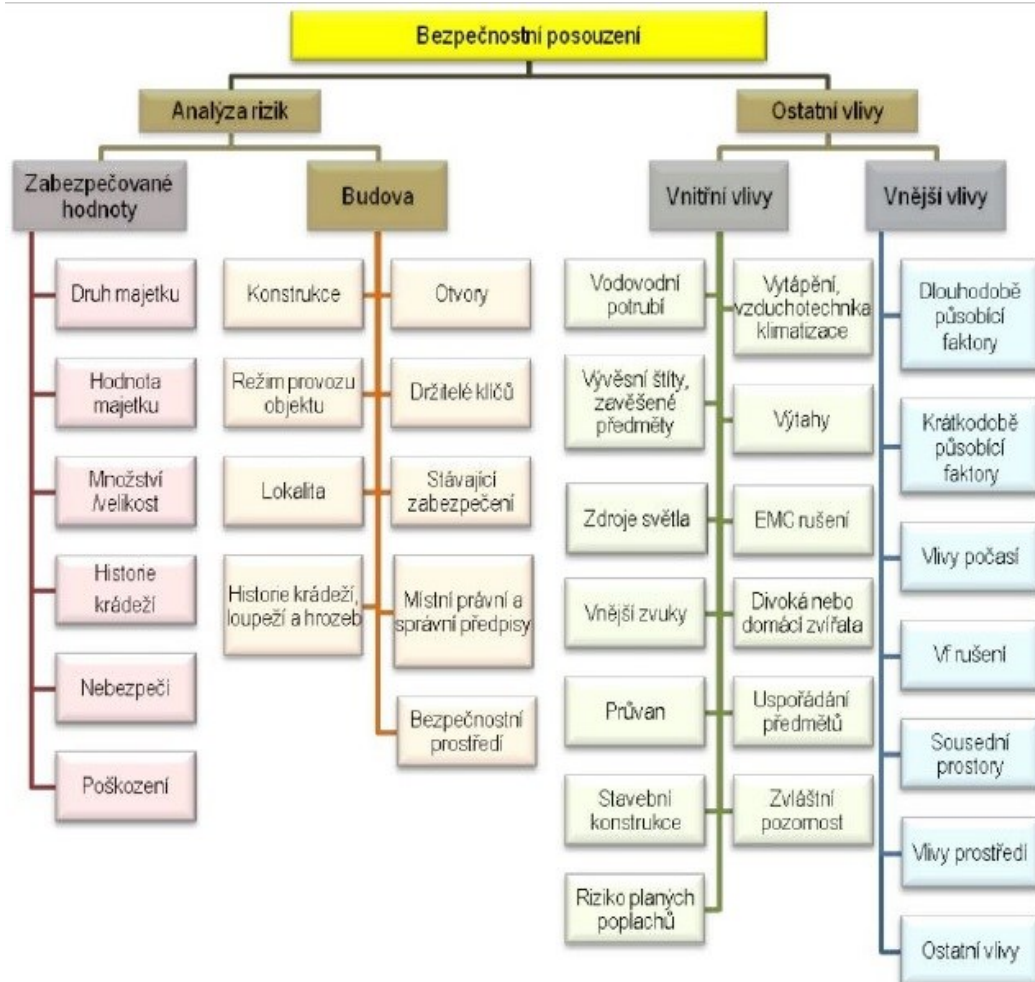 Bezpečnostní posouzení
Analýza rizik
Ostatní vlivy
Zabezpečované
hodnoty
Budova
Vnitřní vlivy
Vnější vlivy
Druh majetku
Hodnota
majetku
Množství
/velikost
Historie
krádeží
Nebezpečí
Poškození
Konstrukce
Otvory
Režim provozu
objektu
Držitelé klíčů
Lokalita
Stávající
zabezpečení
Historie krádeží,
loupeží a hrozeb
Místní právní a
správní předpisy
Bezpečnostní
prostředí
Vodovodní
potrubí
Vytápění,
vzduchotechnika
klimatizace
Vývěsní štíty,
zavěšené
předměty
Výtahy
Zdroje světla
EMC rušení
Vnější zvuky
Divoká nebo
domácí zvířata
Průvan
Uspořádání
předmětů
Stavební
konstrukce
Zvláštní
pozornost
Riziko planých
poplachů
Dlouhodobě
působící
faktory
Krátkodobě
působící
faktory
Vlivy počasí
Vf rušení
Sousední
prostory
Vlivy prostředí
Ostatní vlivy